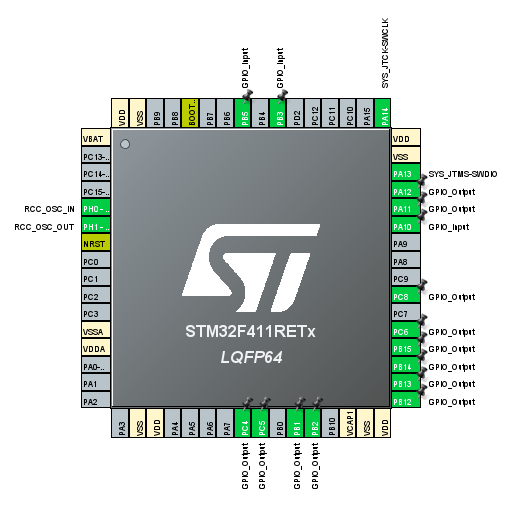 GPIO_Input
GPIO_Input
SYS_JTCK-SWCLK
VDD
VSS
PB9
PB8
BOOT..
PB7
PB6
PB5
PB4
PB3
PD2
PC12
PC11
PC10
PA15
PA14
VBAT
PC13-..
PC14-..
PC15-..
RCC_OSC_IN PH0-..
RCC_OSC_OUT PH1-..
NRST
PC0
PC1
PC2
PC3
VSSA
VDDA
PA0-..
PA1
PA2
VDD
VSS
PA13 SYS_JTMS-SWDIO
PA12 GPIO_Output
PA11 GPIO_Output
PA10 GPIO_Input
PA9
PA8
PC9
PC8 GPIO_Output
PC7
PC6 GPIO_Output
PB15 GPIO_Output
PB14 GPIO_Output
PB13 GPIO_Output
PB12 GPIO_Output
ST
STM32F411RETx
LQFP64
PA3
VSS
VDD
PA4
PA5
PA6
PA7
PC4
PC5
PB0
PB1
PB2
PB10
VCAP1
VSS
VDD
GPIO_Output
GPIO_Output
GPIO_Output
GPIO_Output